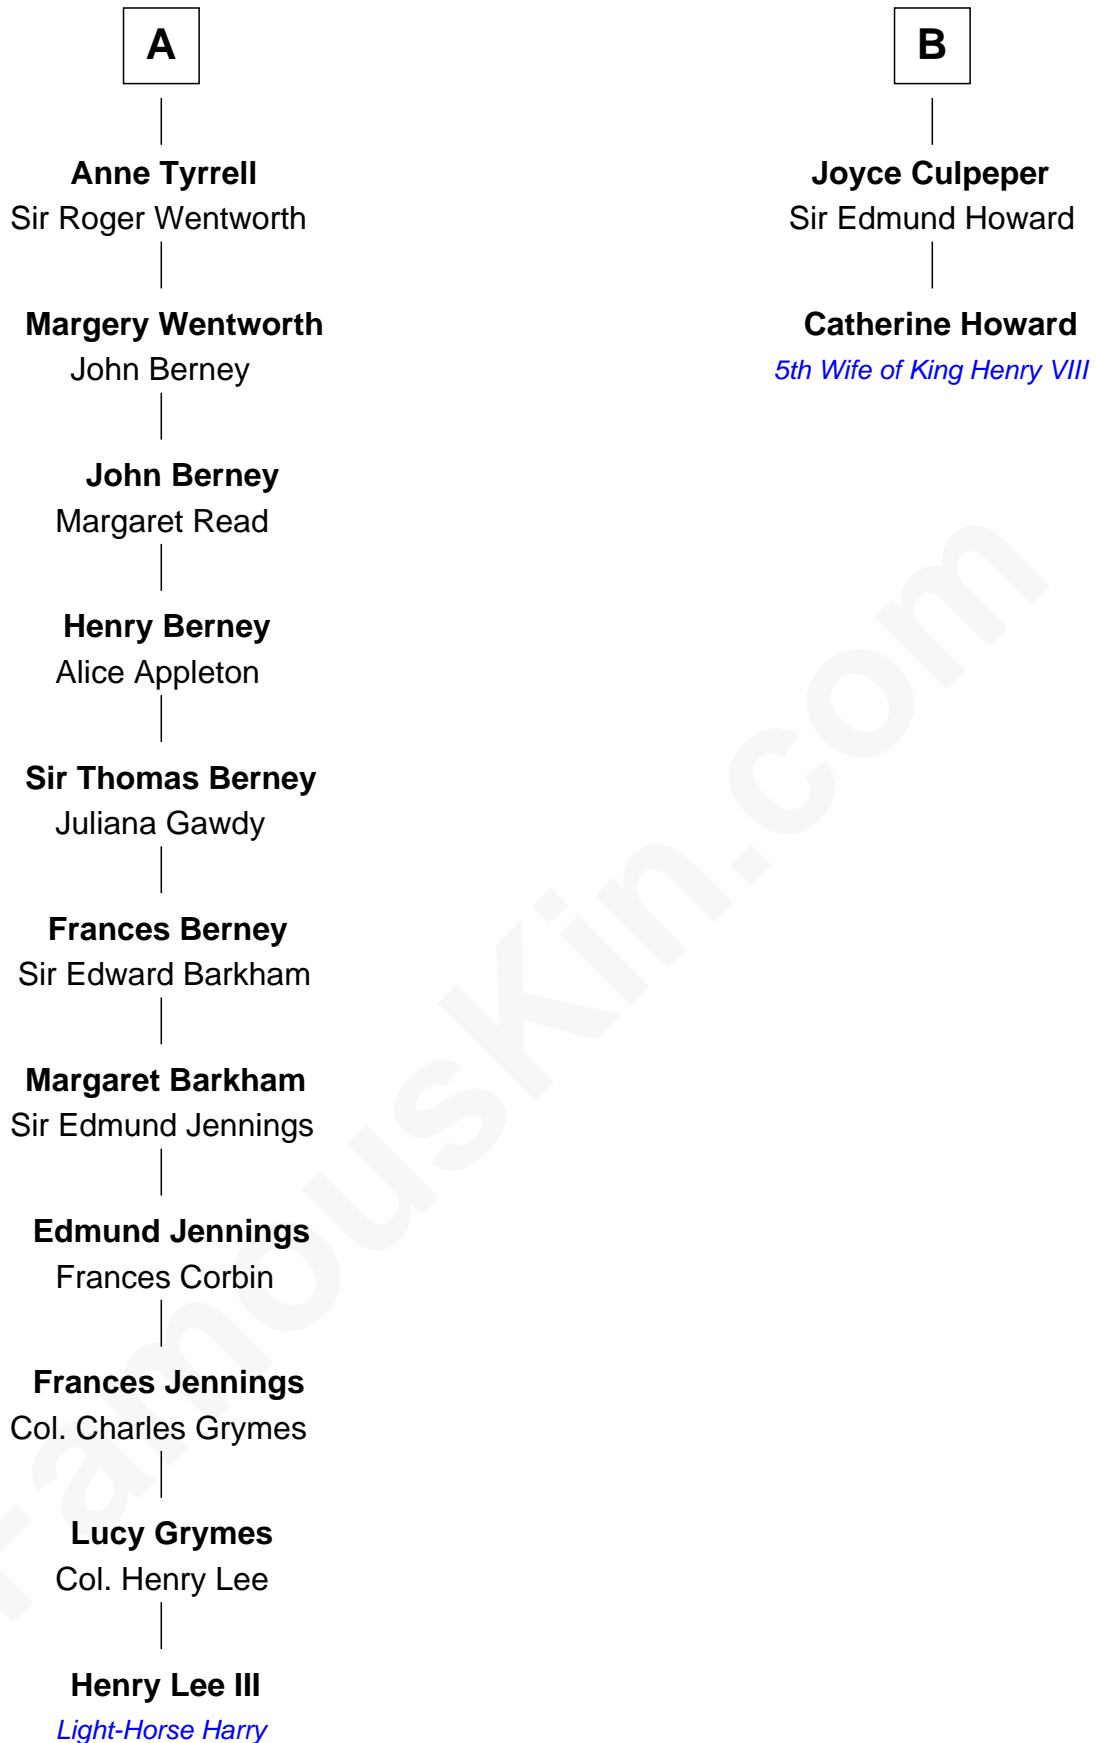 A
B
Anne Tyrrell
Sir Roger Wentworth
Joyce Culpeper
Sir Edmund Howard
Margery Wentworth
John Berney
Catherine Howard
5th Wife of King Henry VIII
John Berney
Margaret Read
Henry Berney
Alice Appleton
Sir Thomas Berney
Juliana Gawdy
Frances Berney
Sir Edward Barkham
Margaret Barkham
Sir Edmund Jennings
Edmund Jennings
Frances Corbin
Frances Jennings
Col. Charles Grymes
Lucy Grymes
Col. Henry Lee
Henry Lee III
Light-Horse Harry
FamousKin.com